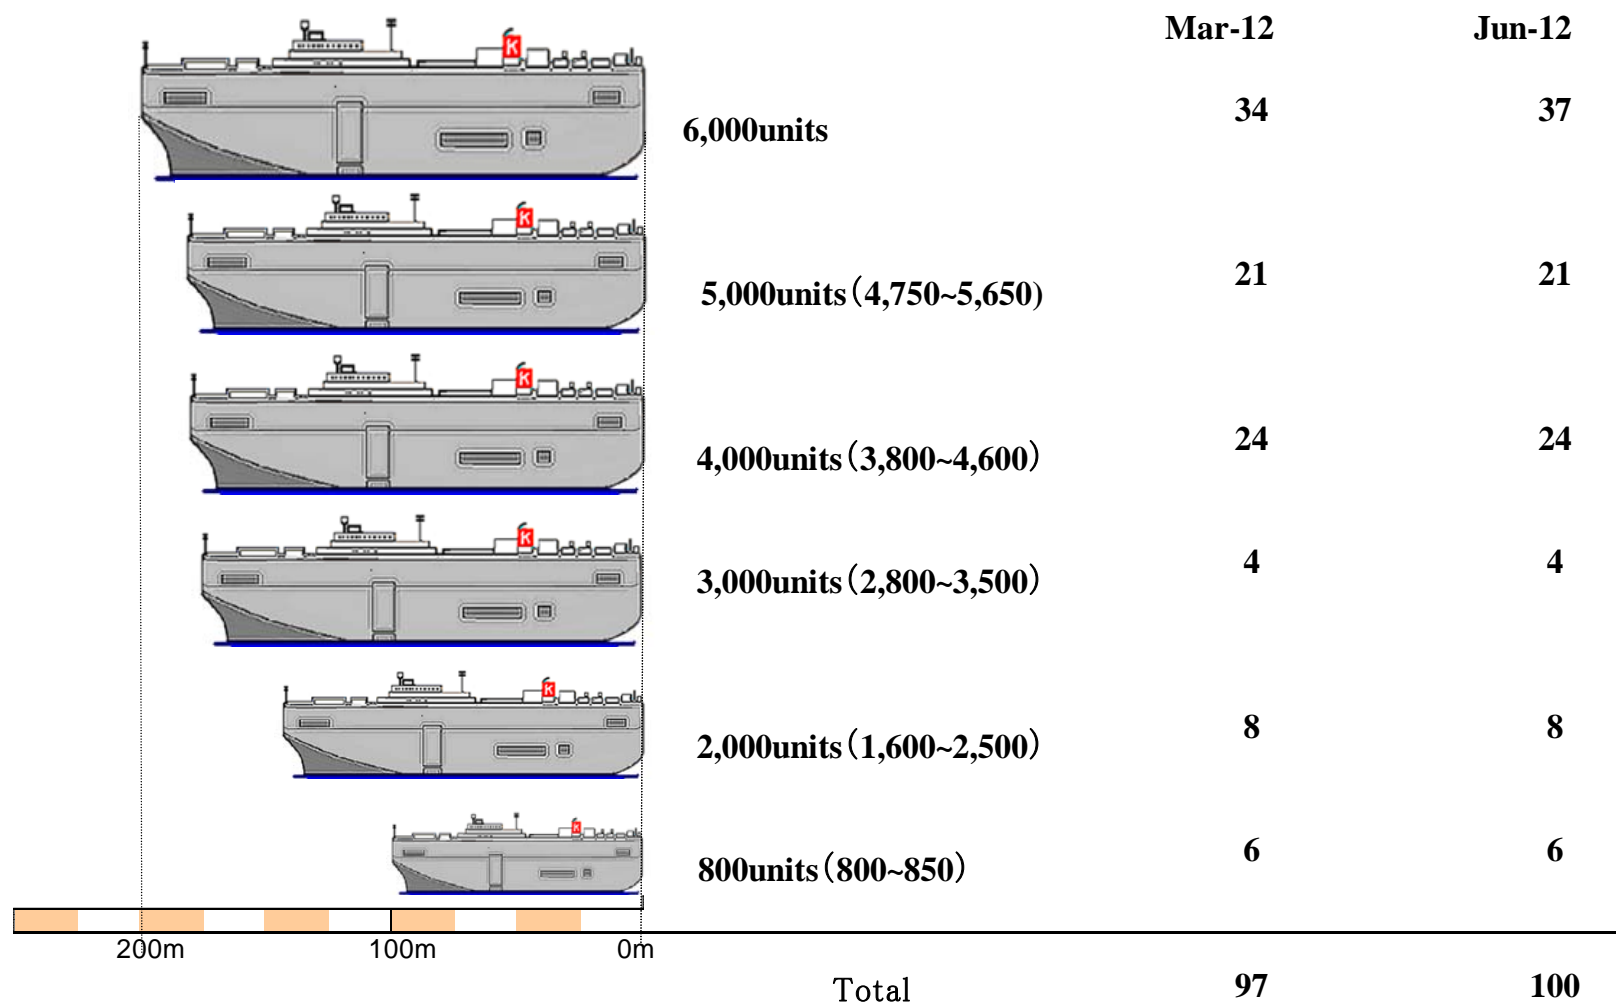 Mar-12 Jun-12
K
6,000units 34 37
K
5,000units(4,750~5,650) 21 21
K
4,000units(3,800~4,600) 24 24
K
3,000units(2,800~3,500) 4 4
K
2,000units(1,600~2,500) 8 8
K
800units(800~850) 6 6
200m 100m 0m
Total 97 100